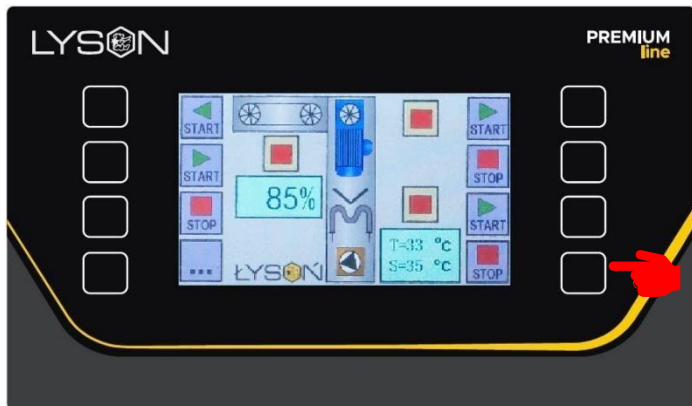 LYSON
PREMIUM
line
START
START
START
STOP
85%
START
STOP
T=33 °C
S=35 °C
STOP
...
ŁYSOŃ